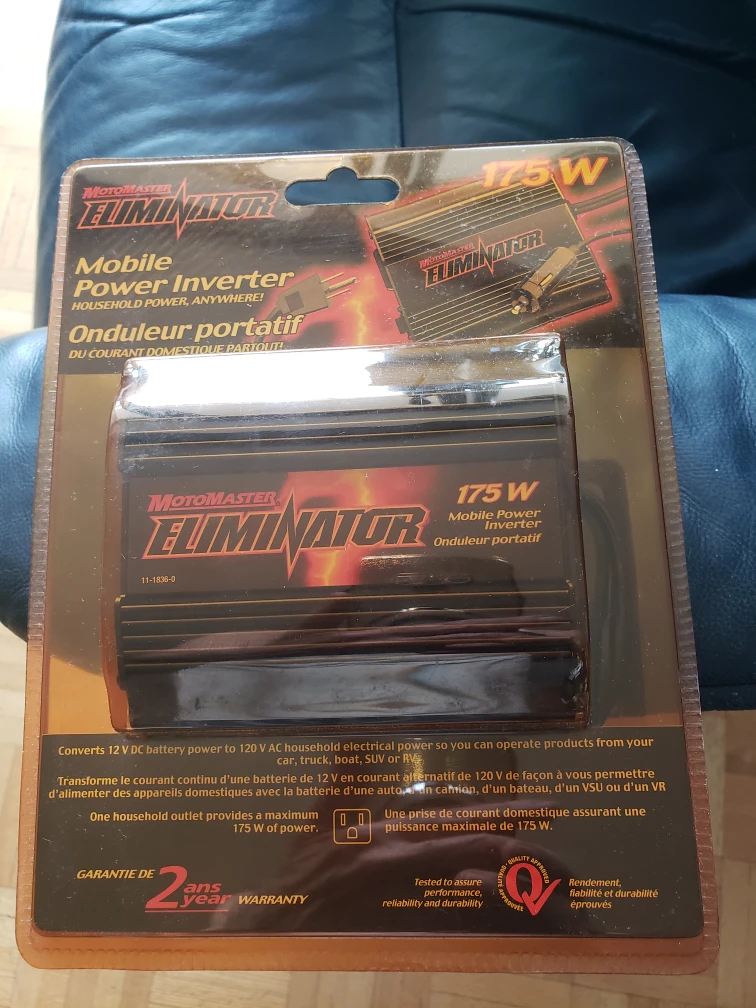 MOTOMASTER
ELIMINATOR
175 W
Mobile
Power Inverter
HOUSEHOLD POWER, ANYWHERE!
Onduleur portatif
DU COURANT DOMESTIQUE PARTOUT!
MOTOMASTER
ELIMINATOR
MOTOMASTER
ELIMINATOR
175 W
Mobile Power
Inverter
Onduleur portatif
11-1836-0
Converts 12 V DC battery power to 120 V AC household electrical power so you can operate products from your
car, truck, boat, SUV or RV.
Transforme le courant continu d'une batterie de 12 V en courant alternatif de 120 V de façon à vous permettre
d'alimenter des appareils domestiques avec la batterie d'une auto, d'un camion, d'un bateau, d'un VSU ou d'un VR
One household outlet provides a maximum
175 W of power.
Une prise de courant domestique assurant une
puissance maximale de 175 W.
GARANTIE DE 2 ans
year WARRANTY
Tested to assure
performance,
reliability and durability
QUALITY APPROVED
QUALITÉ ÉPROUVÉE
Rendement,
fiabilité et durabilité
éprouvés